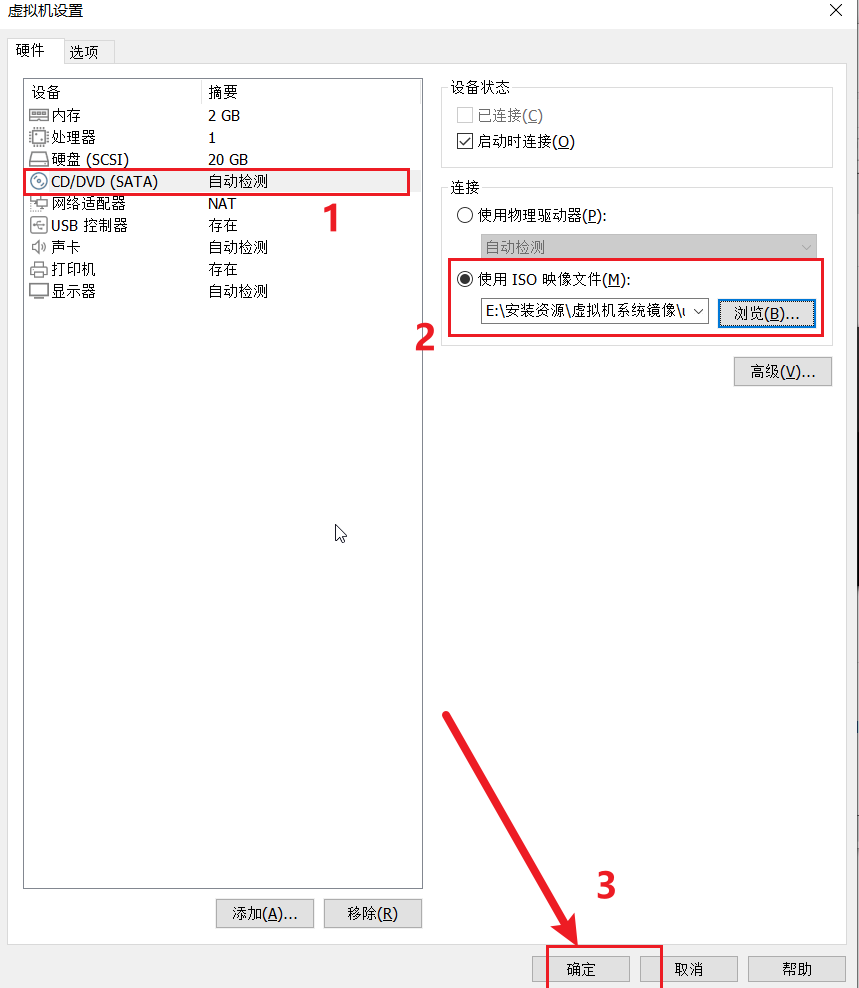 虚拟机设置
硬件 选项
设备 摘要
内存 2 GB
处理器 1
硬盘 (SCSI) 20 GB
CD/DVD (SATA) 自动检测
网络适配器 NAT
USB 控制器 存在
声卡 自动检测
打印机 存在
显示器 自动检测
1
添加(A)... 移除(R)
设备状态
已连接(C)
启动时连接(O)
连接
使用物理驱动器(P):
自动检测
使用 ISO 映像文件(M):
E:\安装资源\虚拟机系统镜像\u 浏览(B)...
2
高级(V)...
3
确定 取消 帮助